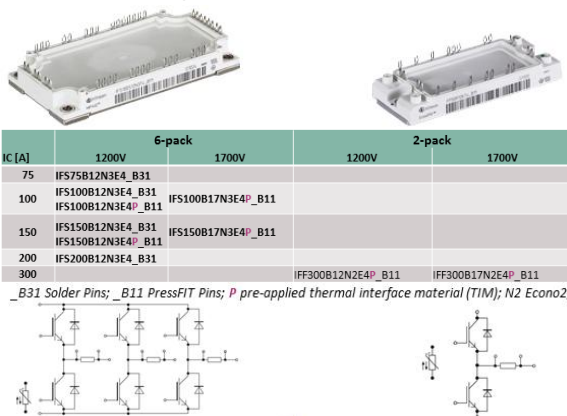 6-pack 2-pack
IC [A] 1200V 1700V 1200V 1700V
75 IFS75B12N3E4_B31
100 IFS100B12N3E4_B31 IFS100B17N3E4P_B11
IFS100B12N3E4P_B11
150 IFS150B12N3E4_B31 IFS150B17N3E4P_B11
IFS150B12N3E4P_B11
200 IFS200B12N3E4_B31
300 IFF300B12N2E4P_B11 IFF300B17N2E4P_B11
_B31 Solder Pins; _B11 PressFIT Pins; P pre-applied thermal interface material (TIM); N2 Econo2